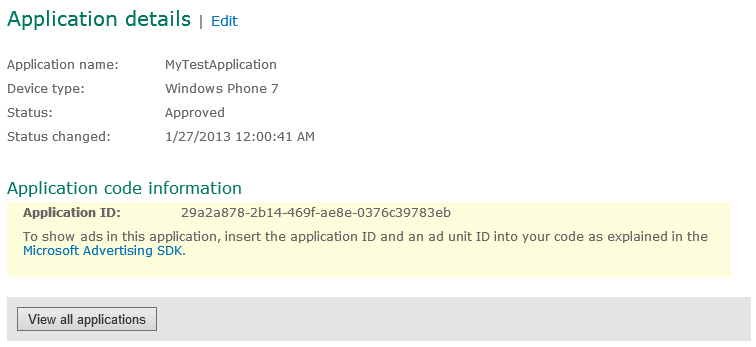 Application details | Edit
Application name: MyTestApplication
Device type: Windows Phone 7
Status: Approved
Status changed: 1/27/2013 12:00:41 AM
Application code information
Application ID: 29a2a878-2b14-469f-ae8e-0376c39783eb
To show ads in this application, insert the application ID and an ad unit ID into your code as explained in the
Microsoft Advertising SDK.
View all applications